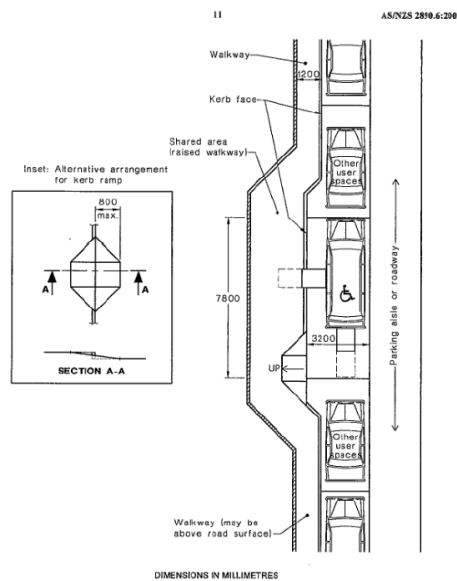 11
AS/NZS 2890.6:200
Walkway
1200
Kerb face
Shared area
(raised walkway)
Inset: Alternative arrangement
for kerb ramp
800
max.
A
A
SECTION A-A
Other
user
spaces
7800
3200
UP
Parking aisle or roadway
Other
user
spaces
Walkway (may be
above road surface)
DIMENSIONS IN MILLIMETRES